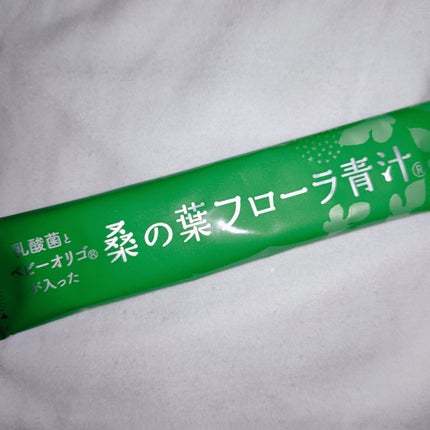 乳酸菌と
ベビーオリゴ®
が入った
桑の葉フローラ青汁®